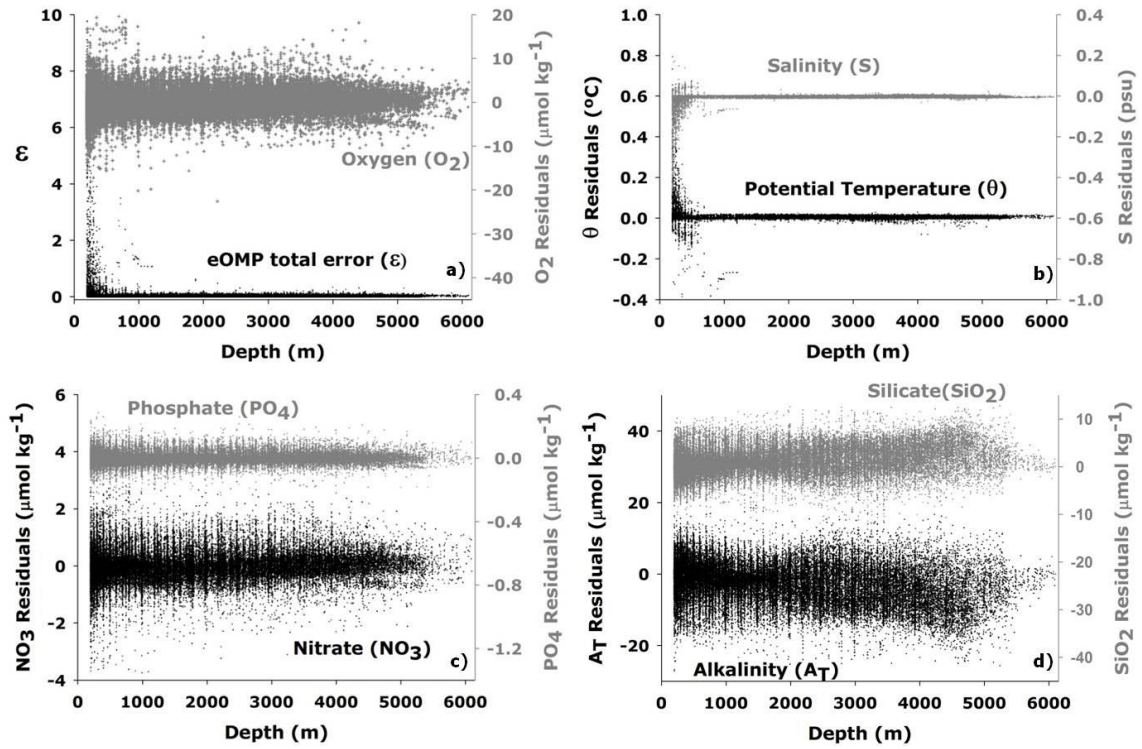 10
8
6
4
2
0
ε
20
10
0
-10
-20
-30
-40
O2 Residuals (μmol kg-1)
Oxygen (O2)
eOMP total error (ε)
a)
0 1000 2000 3000 4000 5000 6000
Depth (m)
1.0
0.8
0.6
0.4
0.2
0.0
-0.2
-0.4
θ Residuals (ºC)
0.4
0.2
0.0
-0.2
-0.4
-0.6
-0.8
-1.0
S Residuals (psu)
Salinity (S)
Potential Temperature (θ)
b)
0 1000 2000 3000 4000 5000 6000
Depth (m)
6
4
2
0
-2
-4
NO3 Residuals (μmol kg-1)
0.4
0.0
-0.4
-0.8
-1.2
PO4 Residuals (μmol kg-1)
Phosphate (PO4)
Nitrate (NO3)
c)
0 1000 2000 3000 4000 5000 6000
Depth (m)
40
20
0
-20
AT Residuals (μmol kg-1)
10
0
-10
-20
-30
-40
SiO2 Residuals (μmol kg-1)
Silicate(SiO2)
Alkalinity (AT)
d)
0 1000 2000 3000 4000 5000 6000
Depth (m)